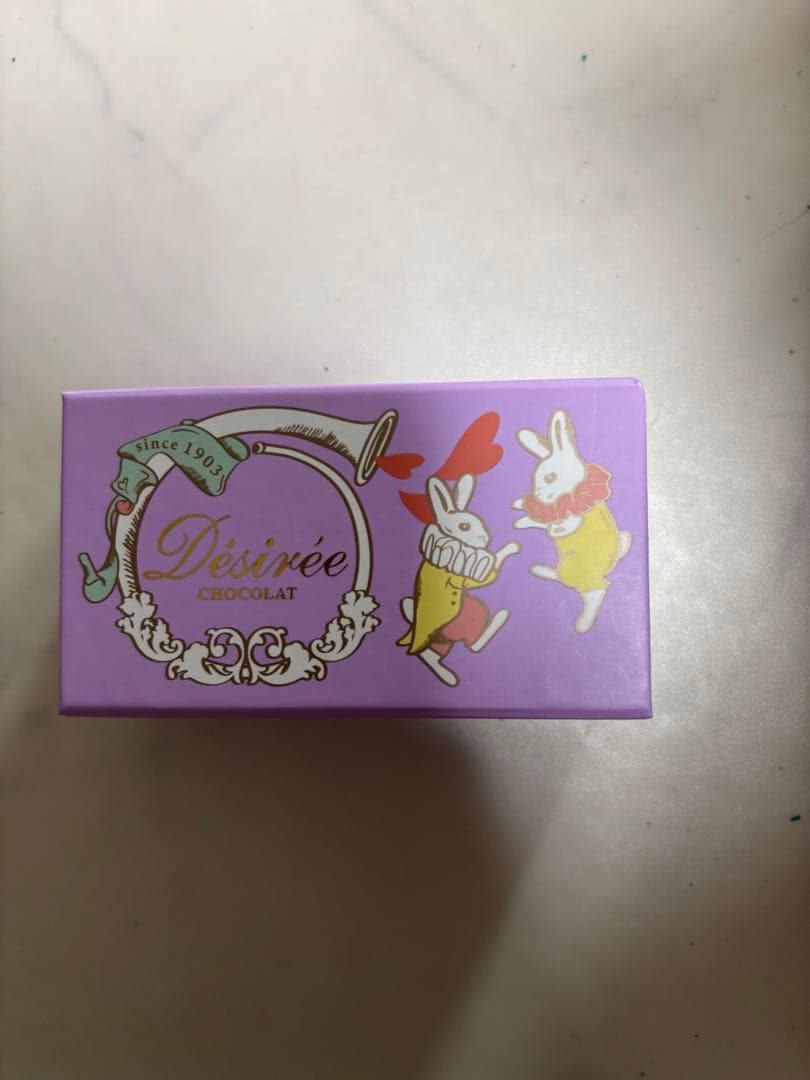 since 1903
Désirée
CHOCOLAT